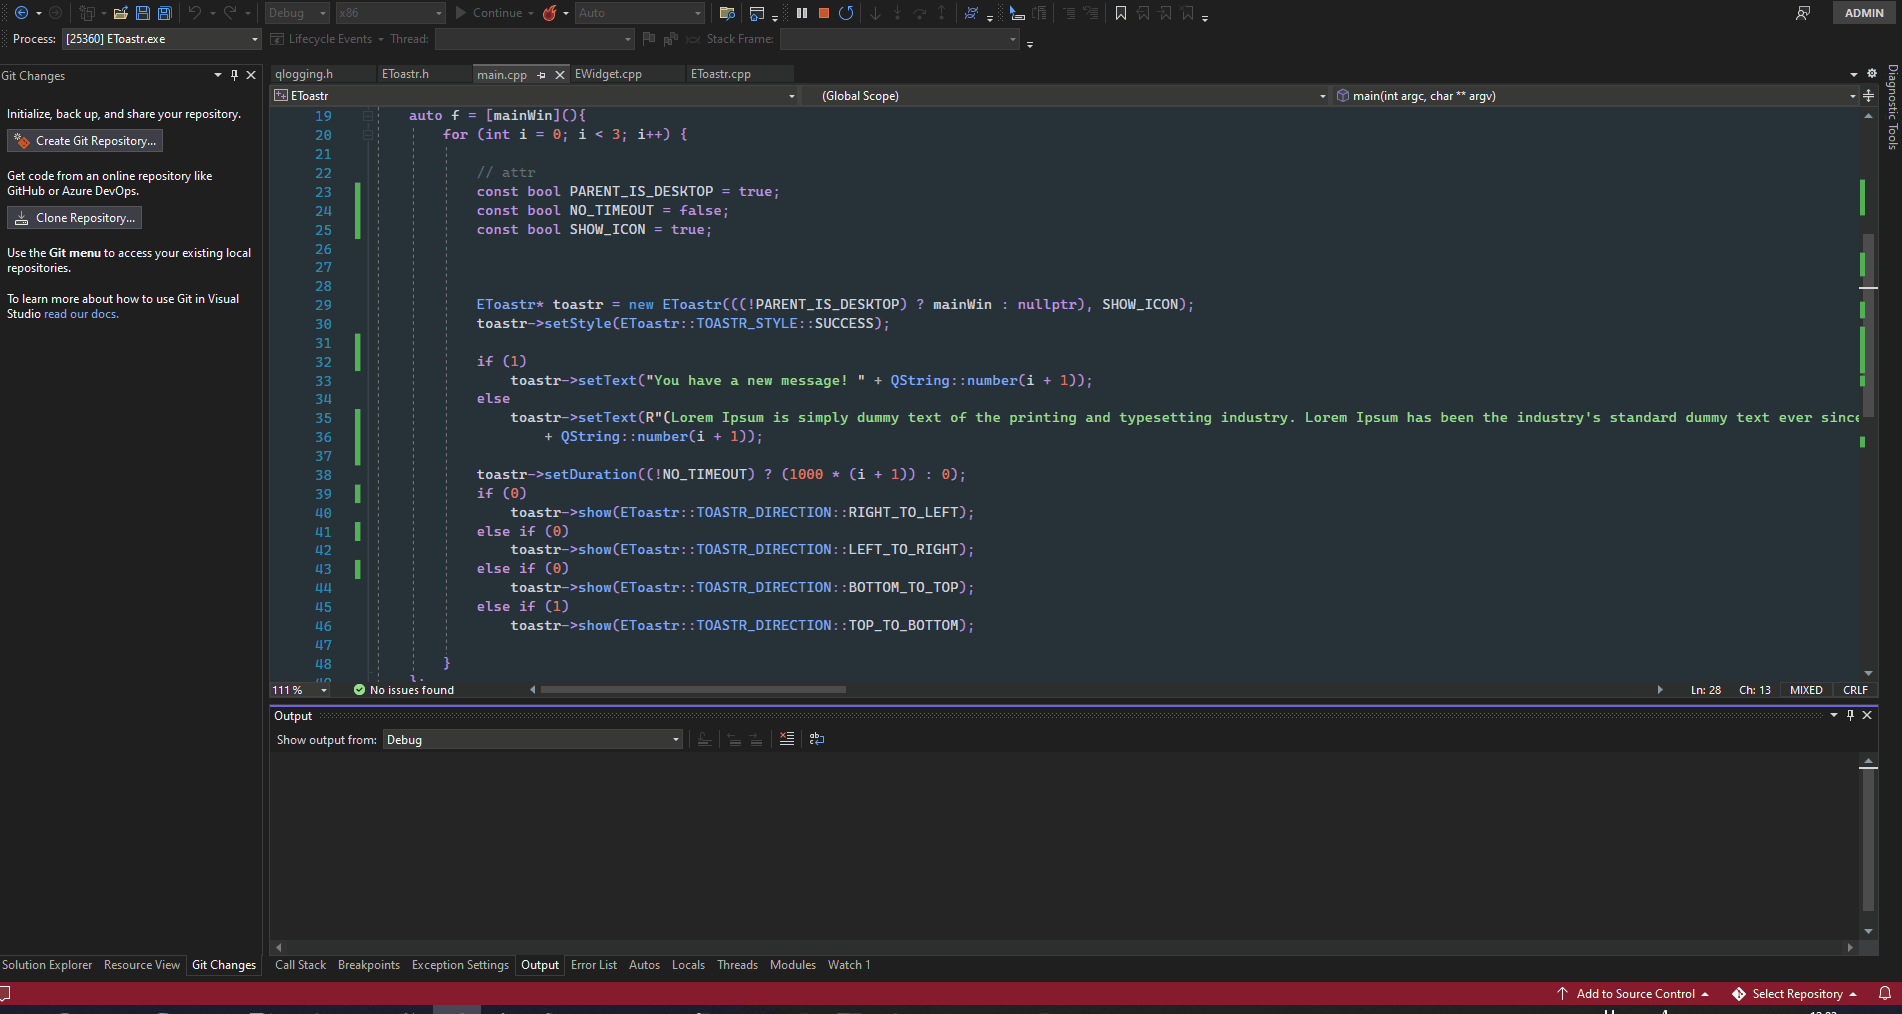 Debug x86 Continue Auto ADMIN
Process: [25360] EToastr.exe Lifecycle Events Thread: Stack Frame:
Git Changes
Initialize, back up, and share your repository.
Create Git Repository...
Get code from an online repository like
GitHub or Azure DevOps.
Clone Repository...
Use the Git menu to access your existing local
repositories.
To learn more about how to use Git in Visual
Studio read our docs.
qlogging.h EToastr.h main.cpp EWidget.cpp EToastr.cpp
EToastr (Global Scope) main(int argc, char ** argv)
19 auto f = [mainWin](){
20 for (int i = 0; i < 3; i++) {
21
22 // attr
23 const bool PARENT_IS_DESKTOP = true;
24 const bool NO_TIMEOUT = false;
25 const bool SHOW_ICON = true;
26
27
28
29 EToastr* toastr = new EToastr(((!PARENT_IS_DESKTOP) ? mainWin : nullptr), SHOW_ICON);
30 toastr->setStyle(EToastr::TOASTR_STYLE::SUCCESS);
31
32 if (1)
33 toastr->setText("You have a new message! " + QString::number(i + 1));
34 else
35 toastr->setText(R"(Lorem Ipsum is simply dummy text of the printing and typesetting industry. Lorem Ipsum has been the industry's standard dummy text ever since
36 + QString::number(i + 1));
37
38 toastr->setDuration((!NO_TIMEOUT) ? (1000 * (i + 1)) : 0);
39 if (0)
40 toastr->show(EToastr::TOASTR_DIRECTION::RIGHT_TO_LEFT);
41 else if (0)
42 toastr->show(EToastr::TOASTR_DIRECTION::LEFT_TO_RIGHT);
43 else if (0)
44 toastr->show(EToastr::TOASTR_DIRECTION::BOTTOM_TO_TOP);
45 else if (1)
46 toastr->show(EToastr::TOASTR_DIRECTION::TOP_TO_BOTTOM);
47
48 }
111 % No issues found Ln: 28 Ch: 13 MIXED CRLF
Output
Show output from: Debug
Solution Explorer Resource View Git Changes Call Stack Breakpoints Exception Settings Output Error List Autos Locals Threads Modules Watch 1
Add to Source Control Select Repository
Diagnostic Tools